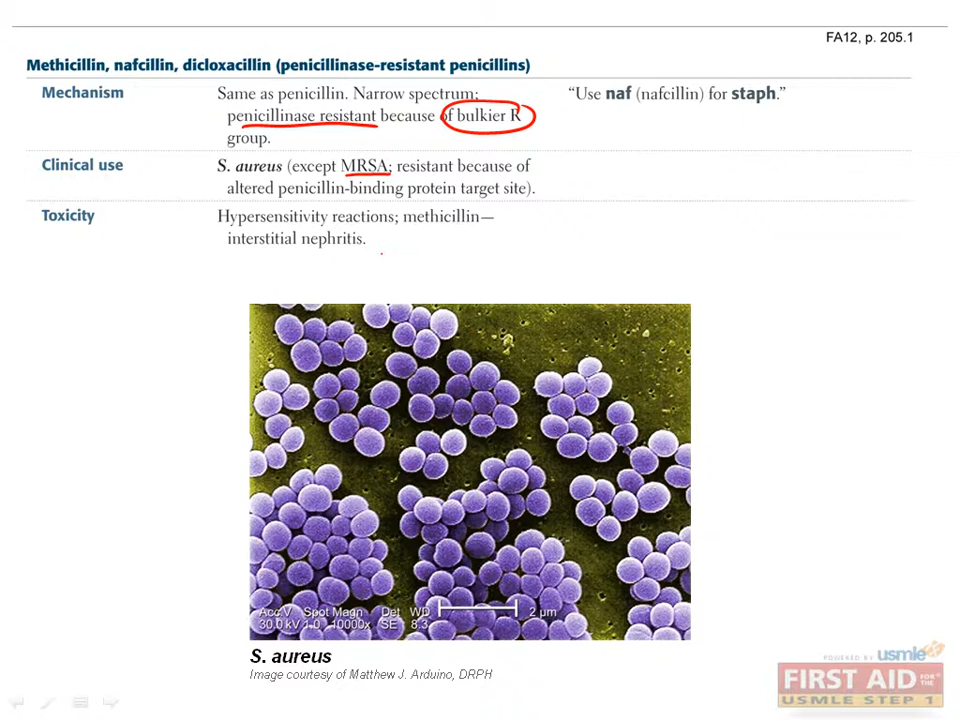 FA12, p. 205.1
Methicillin, nafcillin, dicloxacillin (penicillinase-resistant penicillins)
Mechanism
Same as penicillin. Narrow spectrum;
penicillinase resistant because of bulkier R
group.
“Use naf (nafcillin) for staph.”
Clinical use
S. aureus (except MRSA; resistant because of
altered penicillin-binding protein target site).
Toxicity
Hypersensitivity reactions; methicillin—
interstitial nephritis.
Acc.V Spot Magn Det WD 2 µm
30.0 kV 1.0 10000x SE 8.3
S. aureus
Image courtesy of Matthew J. Arduino, DRPH
POWERED BY usmle
FIRST AID FOR THE
USMLE STEP 1